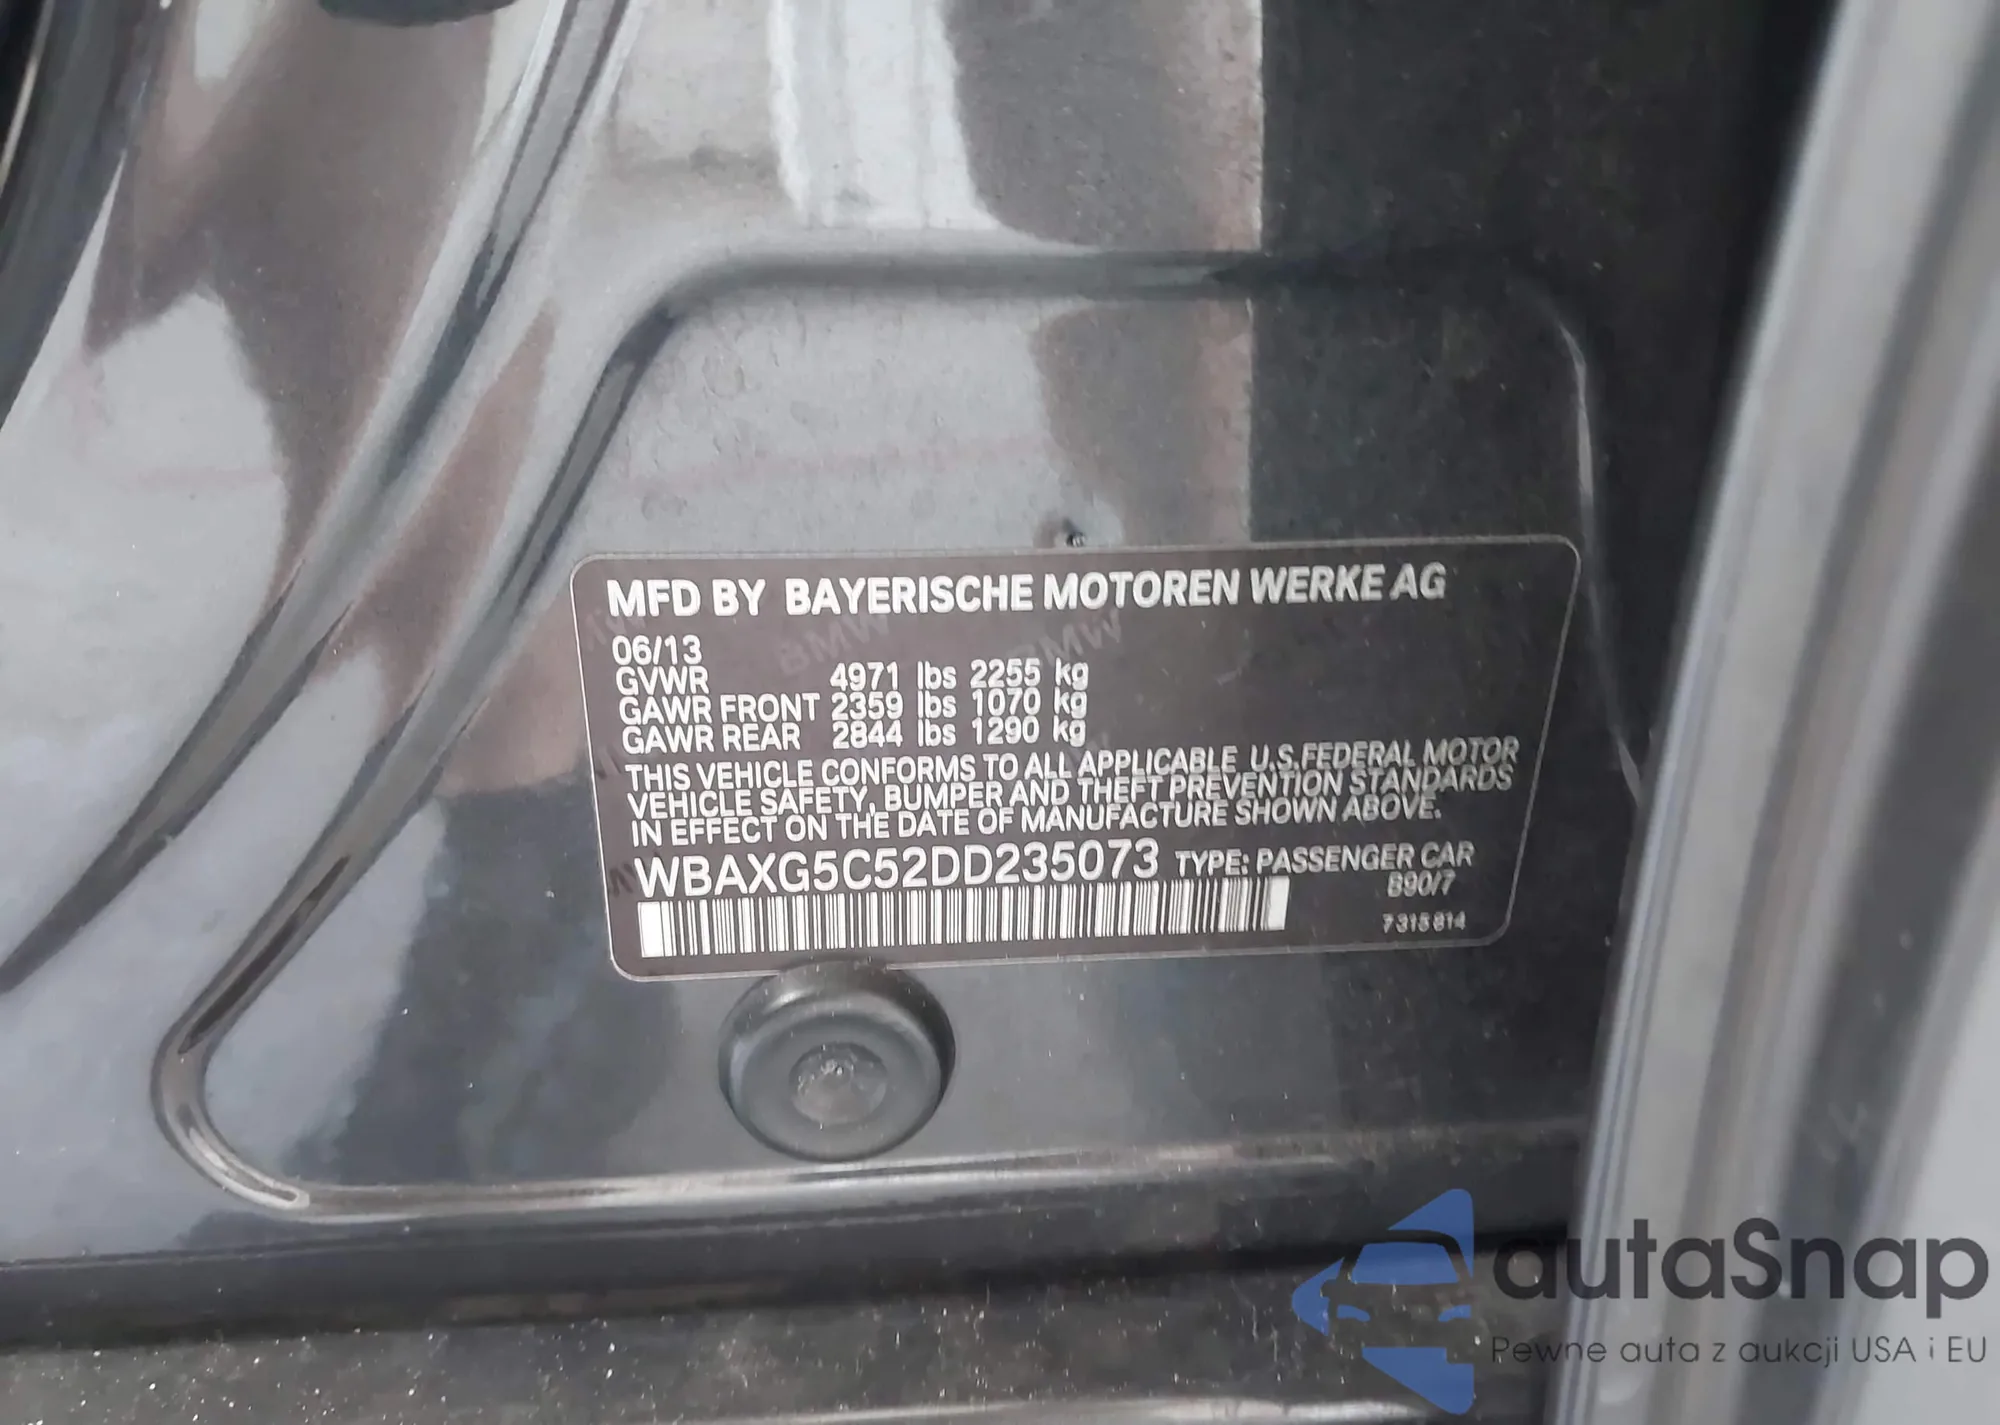 MFD BY BAYERISCHE MOTOREN WERKE AG
06/13
GVWR 4971 lbs 2255 kg
GAWR FRONT 2359 lbs 1070 kg
GAWR REAR 2844 lbs 1290 kg
THIS VEHICLE CONFORMS TO ALL APPLICABLE U.S.FEDERAL MOTOR
VEHICLE SAFETY, BUMPER AND THEFT PREVENTION STANDARDS
IN EFFECT ON THE DATE OF MANUFACTURE SHOWN ABOVE.
WBAXG5C52DD235073 TYPE: PASSENGER CAR
B90/7
7 315 814
autaSnap
Pewne auta z aukcji USA i EU